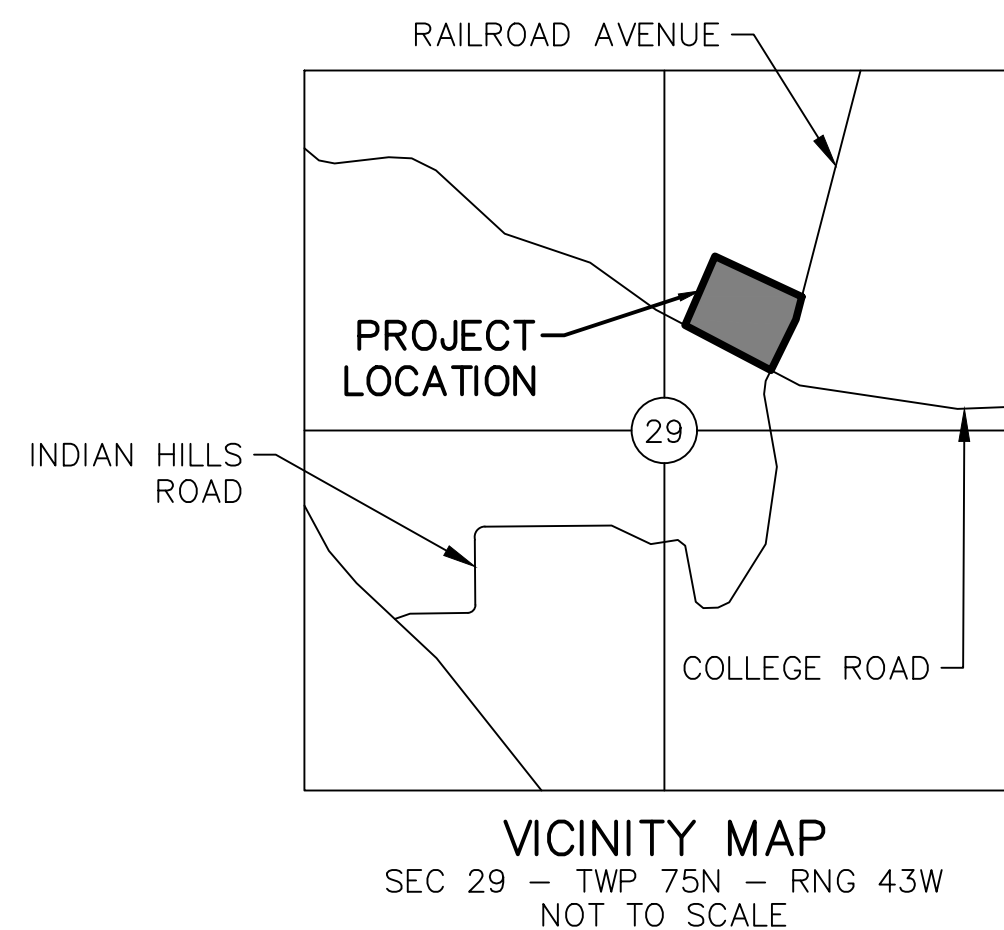 RAILROAD AVENUE
PROJECT
LOCATION
29
INDIAN HILLS
ROAD
COLLEGE ROAD
VICINITY MAP
SEC 29 – TWP 75N – RNG 43W
NOT TO SCALE